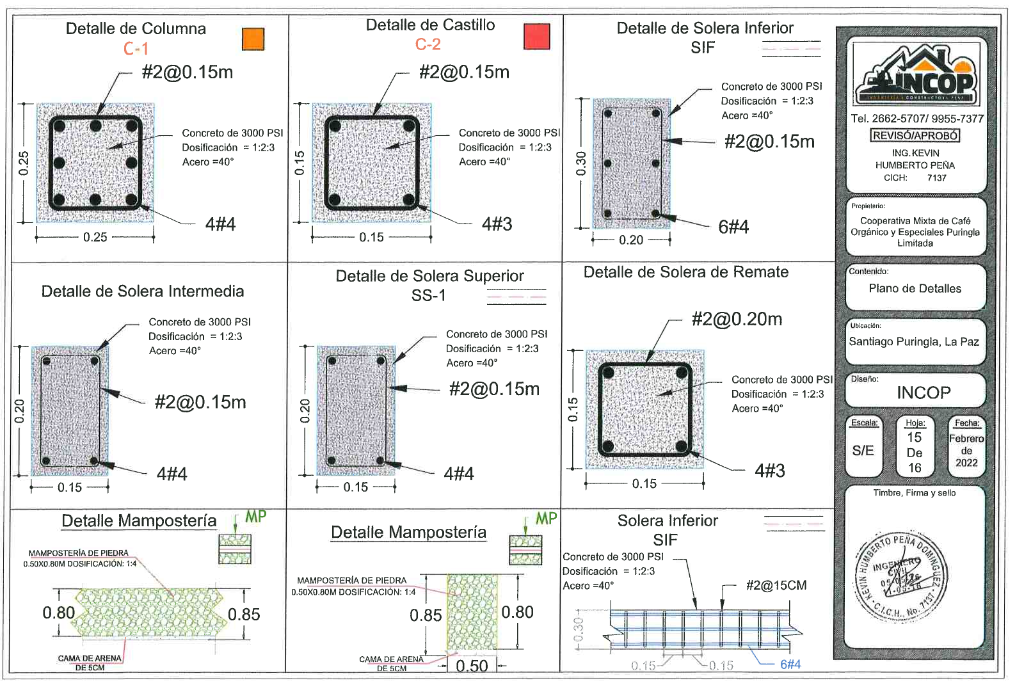 Detalle de Columna
C-1
#2@0.15m
Concreto de 3000 PSI
Dosificación = 1:2:3
Acero =40°
0.25
4#4
0.25
Detalle de Castillo
C-2
#2@0.15m
Concreto de 3000 PSI
Dosificación = 1:2:3
Acero =40°
0.15
4#3
0.15
Detalle de Solera Inferior
SIF
Concreto de 3000 PSI
Dosificación = 1:2:3
Acero =40°
#2@0.15m
0.30
6#4
0.20
Detalle de Solera Intermedia
Concreto de 3000 PSI
Dosificación = 1:2:3
Acero =40°
#2@0.15m
0.20
4#4
0.15
Detalle de Solera Superior
SS-1
Concreto de 3000 PSI
Dosificación = 1:2:3
Acero =40°
#2@0.15m
0.20
4#4
0.15
Detalle de Solera de Remate
#2@0.20m
Concreto de 3000 PSI
Dosificación = 1:2:3
Acero =40°
0.15
4#3
0.15
Detalle Mampostería
MP
MAMPOSTERÍA DE PIEDRA
0.50X0.80M DOSIFICACIÓN: 1:4
0.80
0.85
CAMA DE ARENA
DE 5CM
Detalle Mampostería
MP
MAMPOSTERÍA DE PIEDRA
0.50X0.80M DOSIFICACIÓN: 1:4
0.85
0.80
CAMA DE ARENA
DE 5CM
0.50
Solera Inferior
SIF
Concreto de 3000 PSI
Dosificación = 1:2:3
Acero =40°
#2@15CM
0.30
0.15
0.15
6#4
INCOP
Tel. 2662-5707/ 9955-7377
REVISÓ/APROBÓ
ING.KEVIN
HUMBERTO PEÑA
CICH: 7137
Propietario:
Cooperativa Mixta de Café
Orgánico y Especiales Puringla
Limitada
Contenido:
Plano de Detalles
Ubicación:
Santiago Puringla, La Paz
Diseño:
INCOP
Escala:
S/E
Hoja:
15
De
16
Fecha:
Febrero
de
2022
Timbre, Firma y sello
KEVIN HUMBERTO PEÑA DOMINGUEZ
INGENIERO
CIVIL
C.I.C.H., No. 7137